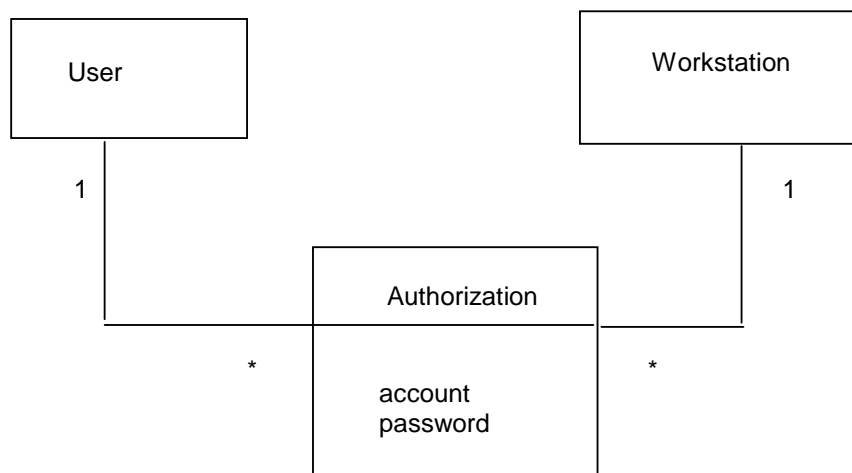 User
Workstation
1
1
Authorization
*
*
account
password